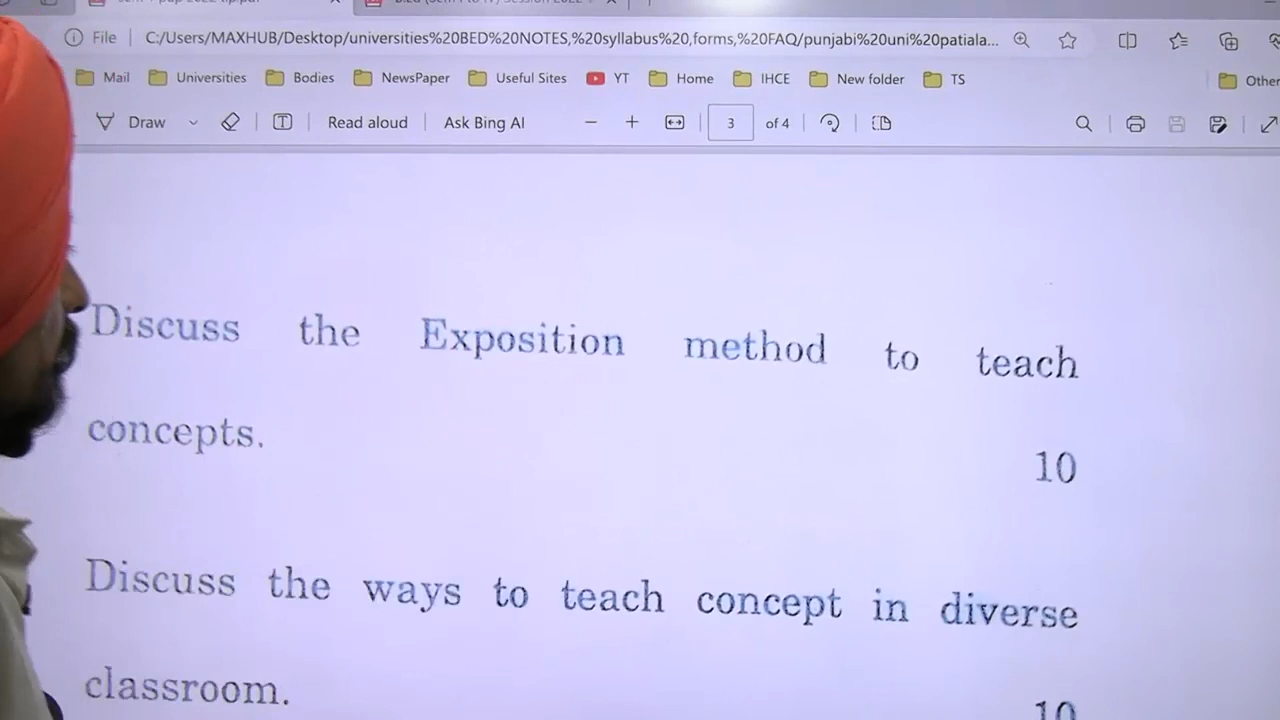 File
C:/Users/MAXHUB/Desktop/universities%20BED%20NOTES,%20syllabus%20,forms,%20FAQ/punjabi%20uni%20patiala...
Mail Universities Bodies NewsPaper Useful Sites YT Home IHCE New folder TS Other
Draw Read aloud Ask Bing AI 3 of 4
Discuss the Exposition method to teach
concepts.
10
Discuss the ways to teach concept in diverse
classroom.
10